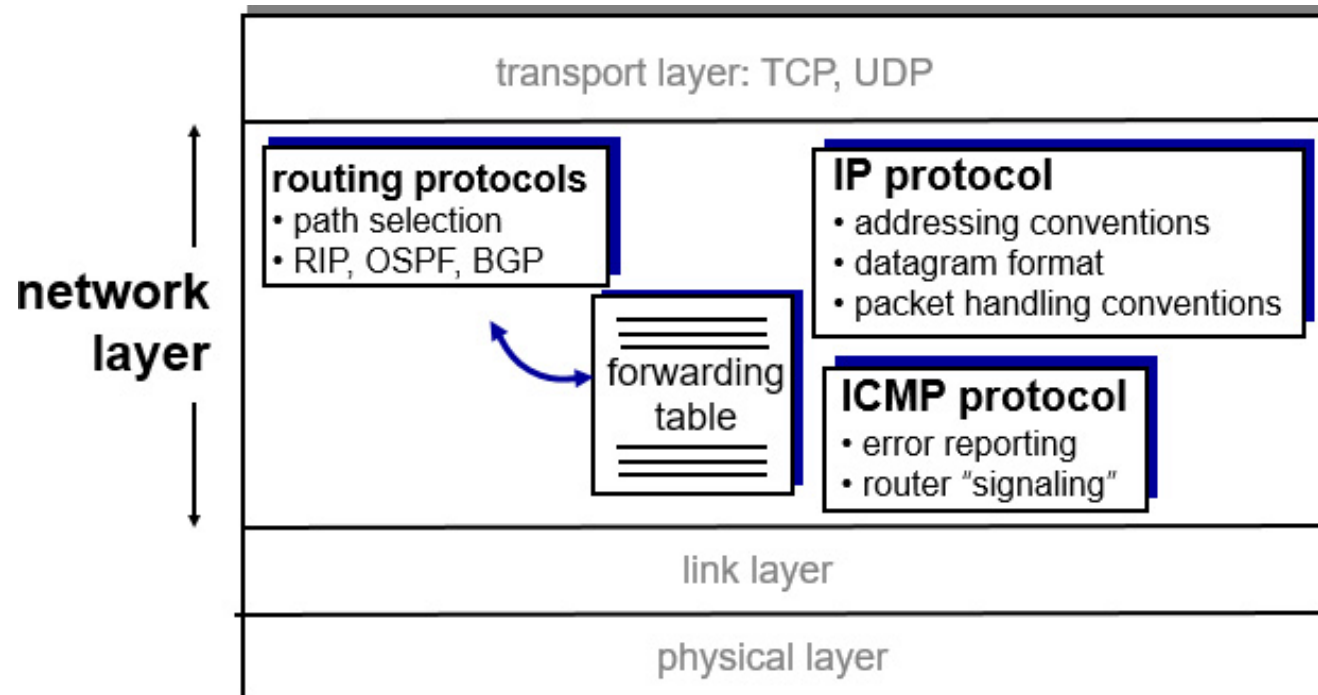 transport layer: TCP, UDP
network
layer
routing protocols
• path selection
• RIP, OSPF, BGP
forwarding
table
IP protocol
• addressing conventions
• datagram format
• packet handling conventions
ICMP protocol
• error reporting
• router “signaling”
link layer
physical layer